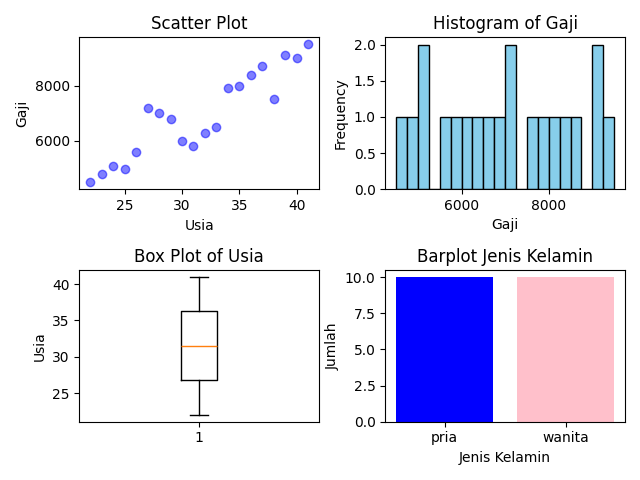 Scatter Plot
Gaji
8000
6000
25 30 35 40
Usia
Histogram of Gaji
Frequency
2.0
1.5
1.0
0.5
0.0
6000 8000
Gaji
Box Plot of Usia
Usia
40
35
30
25
1
Barplot Jenis Kelamin
Jumlah
10.0
7.5
5.0
2.5
0.0
pria wanita
Jenis Kelamin